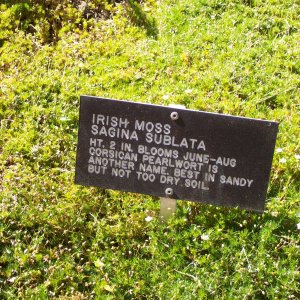 IRISH MOSS
SAGINA SUBLATA
HT. 2 IN. BLOOMS JUNE-AUG
CORSICAN PEARLWORT IS
ANOTHER NAME. BEST IN SANDY
BUT NOT TOO DRY SOIL